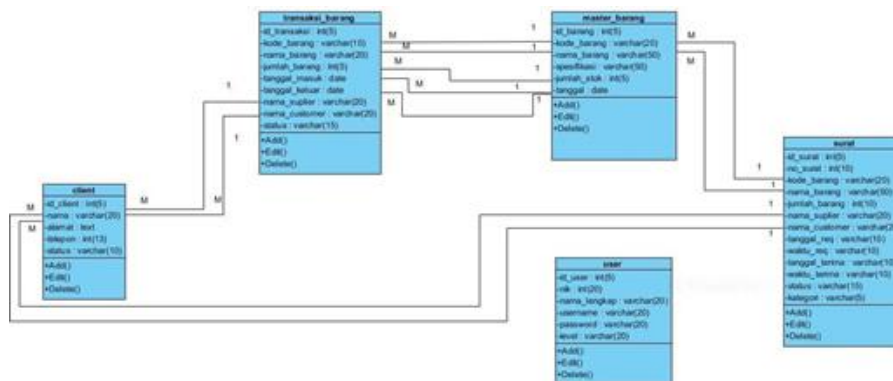 transaksi_barang
-id_transaksi : int(5)
-kode_barang : varchar(10)
-nama_barang : varchar(20)
-jumlah_barang : int(5)
-tanggal_masuk : date
-tanggal_keluar : date
-nama_suplier : varchar(20)
-nama_customer : varchar(20)
-status : varchar(15)
+Add()
+Edit()
+Delete()
master_barang
-id_barang : int(5)
-kode_barang : varchar(20)
-nama_barang : varchar(50)
-spesifikasi : varchar(50)
-jumlah_stok : int(5)
-tanggal : date
+Add()
+Edit()
+Delete()
M
1
M
1
M
1
M
1
M
1
M
M
1
1
M
M
client
-id_client : int(5)
-nama : varchar(20)
-alamat : text
-telepon : int(13)
-status : varchar(10)
+Add()
+Edit()
+Delete()
M
M
1
1
1
1
surat
-id_surat : int(5)
-no_surat : int(10)
-kode_barang : varchar(20)
-nama_barang : varchar(50)
-jumlah_barang : int(10)
-nama_suplier : varchar(20)
-nama_customer : varchar(2
-tanggal_req : varchar(10)
-waktu_req : varchar(10)
-tanggal_terima : varchar(10
-waktu_terima : varchar(10)
-status : varchar(15)
-kategori : varchar(5)
+Add()
+Edit()
+Delete()
user
-id_user : int(5)
-nik : int(20)
-nama_lengkap : varchar(20)
-username : varchar(20)
-password : varchar(20)
-level : varchar(20)
+Add()
+Edit()
+Delete()